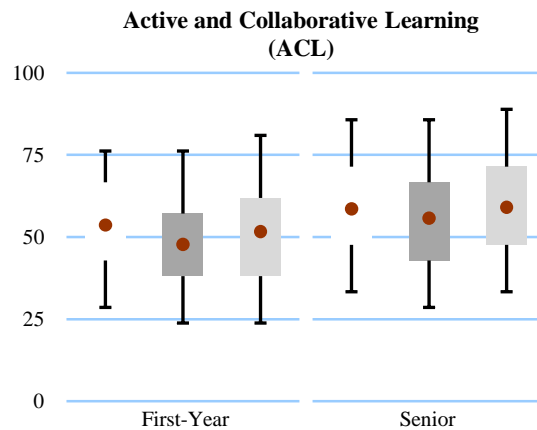 Active and Collaborative Learning
(ACL)
100
75
50
25
0
First-Year
Senior